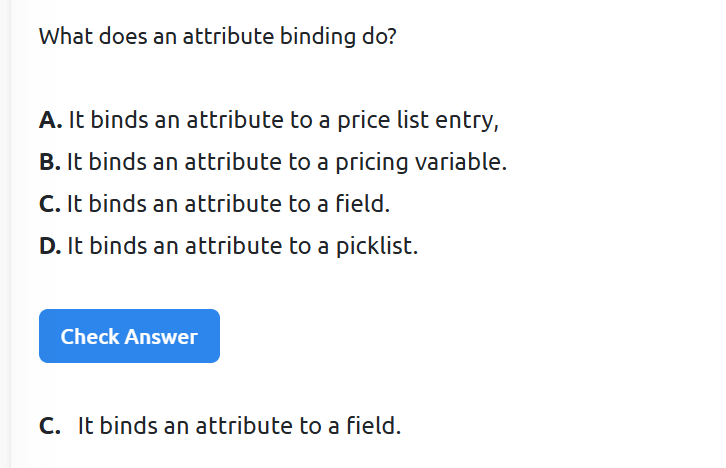 What does an attribute binding do?
A. It binds an attribute to a price list entry,
B. It binds an attribute to a pricing variable.
C. It binds an attribute to a field.
D. It binds an attribute to a picklist.
Check Answer
C. It binds an attribute to a field.